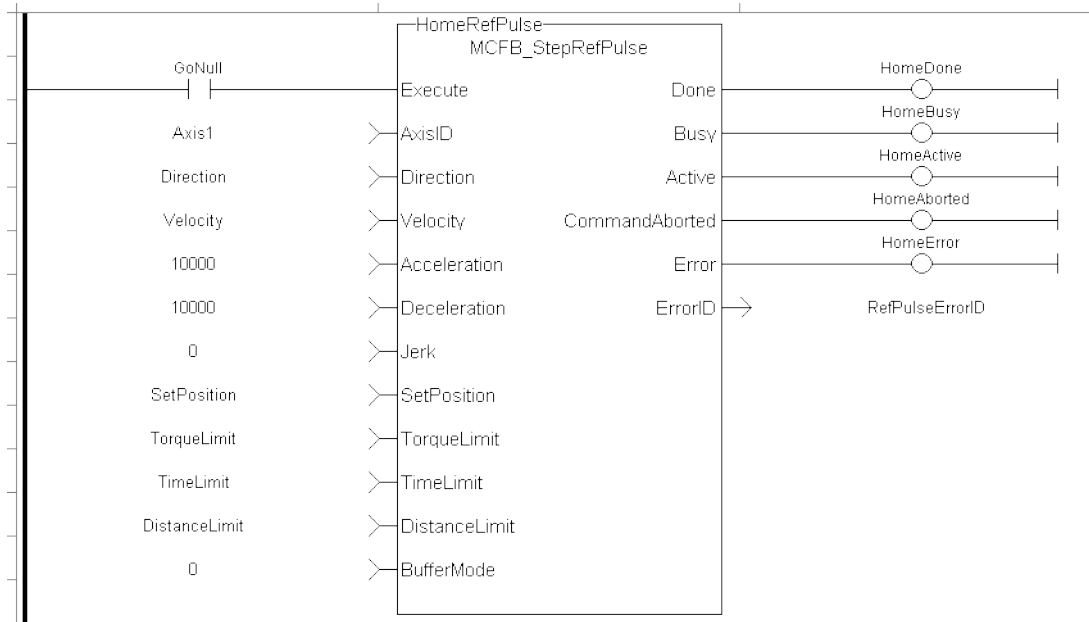 HomeRefPulse
MCFB_StepRefPulse
GoNull Execute Done HomeDone
Axis1 AxisID Busy HomeBusy
Direction Direction Active HomeActive
Velocity Velocity CommandAborted HomeAborted
10000 Acceleration Error HomeError
10000 Deceleration ErrorID RefPulseErrorID
0 Jerk
SetPosition SetPosition
TorqueLimit TorqueLimit
TimeLimit TimeLimit
DistanceLimit DistanceLimit
0 BufferMode